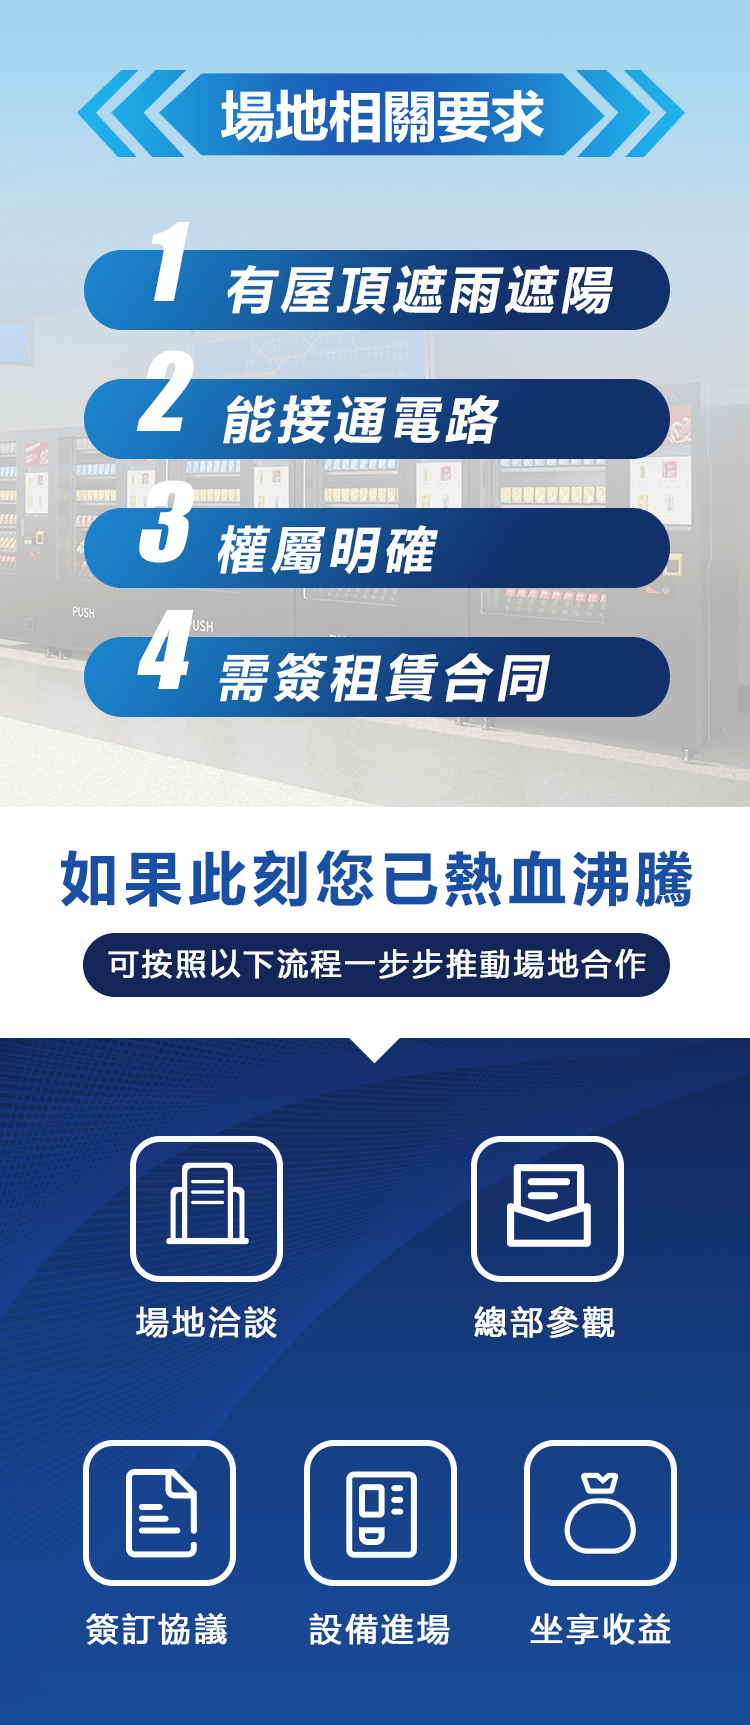 場地相關要求
1 有屋頂遮雨遮陽
2 能接通電路
3 權屬明確
PUSH
PUSH
4 需簽租賃合同
如果此刻您已熱血沸騰
可按照以下流程一步步推動場地合作
場地洽談
總部參觀
簽訂協議
設備進場
坐享收益